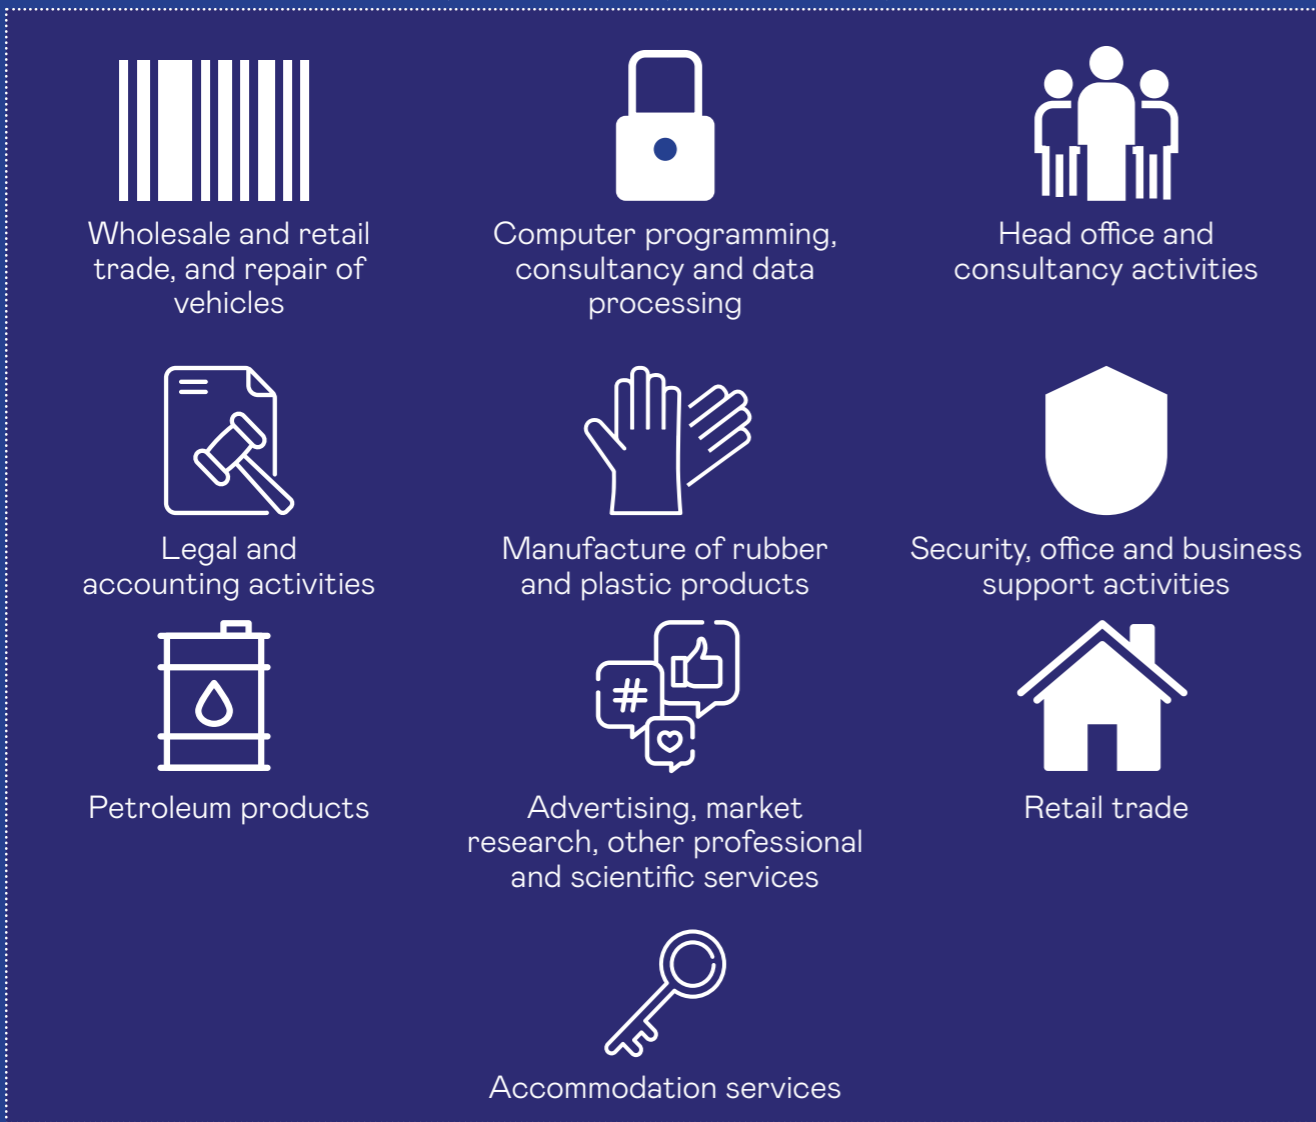 Wholesale and retail
trade, and repair of
vehicles
Computer programming,
consultancy and data
processing
Head office and
consultancy activities
Legal and
accounting activities
Manufacture of rubber
and plastic products
Security, office and business
support activities
Petroleum products
#
Advertising, market
research, other professional
and scientific services
Retail trade
Accommodation services